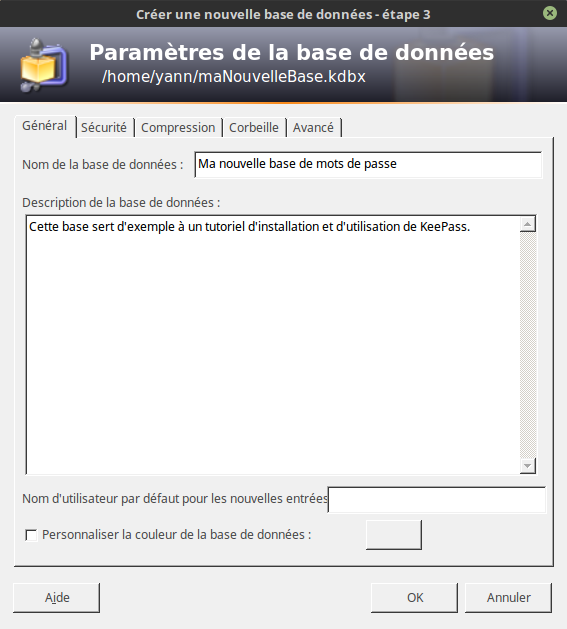 Créer une nouvelle base de données - étape 3
Paramètres de la base de données
/home/yann/maNouvelleBase.kdbx
Général Sécurité Compression Corbeille Avancé
Nom de la base de données : Ma nouvelle base de mots de passe
Description de la base de données :
Cette base sert d'exemple à un tutoriel d'installation et d'utilisation de KeePass.
Nom d'utilisateur par défaut pour les nouvelles entrées
Personnaliser la couleur de la base de données :
Aide OK Annuler